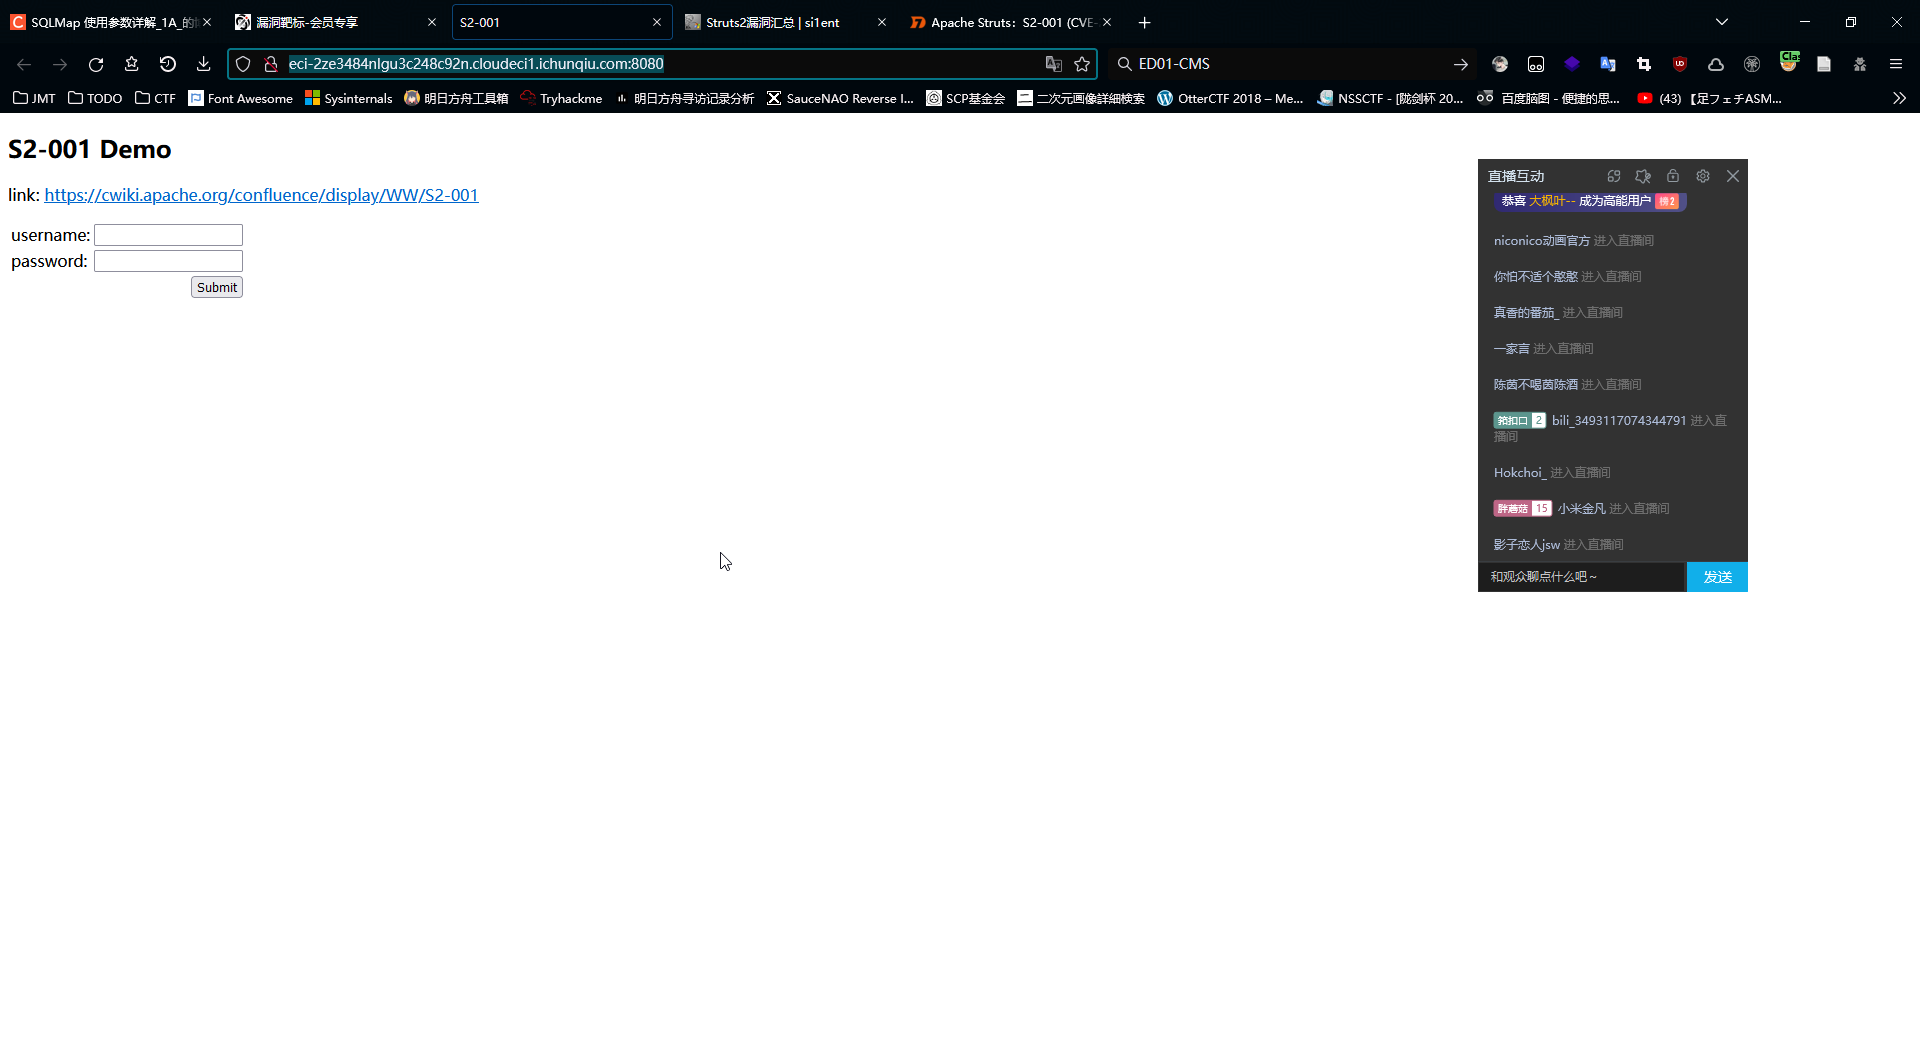 SQLMap 使用参数详解_1A_的
漏洞靶标-会员专享
S2-001
Struts2漏洞汇总 | si1ent
Apache Struts：S2-001 (CVE-
eci-2ze3484nlgu3c248c92n.cloudeci1.ichunqiu.com:8080
ED01-CMS
JMT
TODO
CTF
Font Awesome
Sysinternals
明日方舟工具箱
Tryhackme
明日方舟寻访记录分析
SauceNAO Reverse I...
SCP基金会
二次元画像詳細検索
OtterCTF 2018 – Me...
NSSCTF - [陇剑杯 20...
百度脑图 - 便捷的思...
(43) 【足フェチASM...
S2-001 Demo
link: https://cwiki.apache.org/confluence/display/WW/S2-001
username:
password:
Submit
直播互动
恭喜 大枫叶-- 成为高能用户 榜2
niconico动画官方 进入直播间
你怕不适个憨憨 进入直播间
真香的番茄_ 进入直播间
一家言 进入直播间
陈茵不喝茵陈酒 进入直播间
箱扣口 2 bili_3493117074344791 进入直
播间
Hokchoi_ 进入直播间
胖蘑菇 15 小米金凡 进入直播间
影子恋人jsw 进入直播间
和观众聊点什么吧～
发送